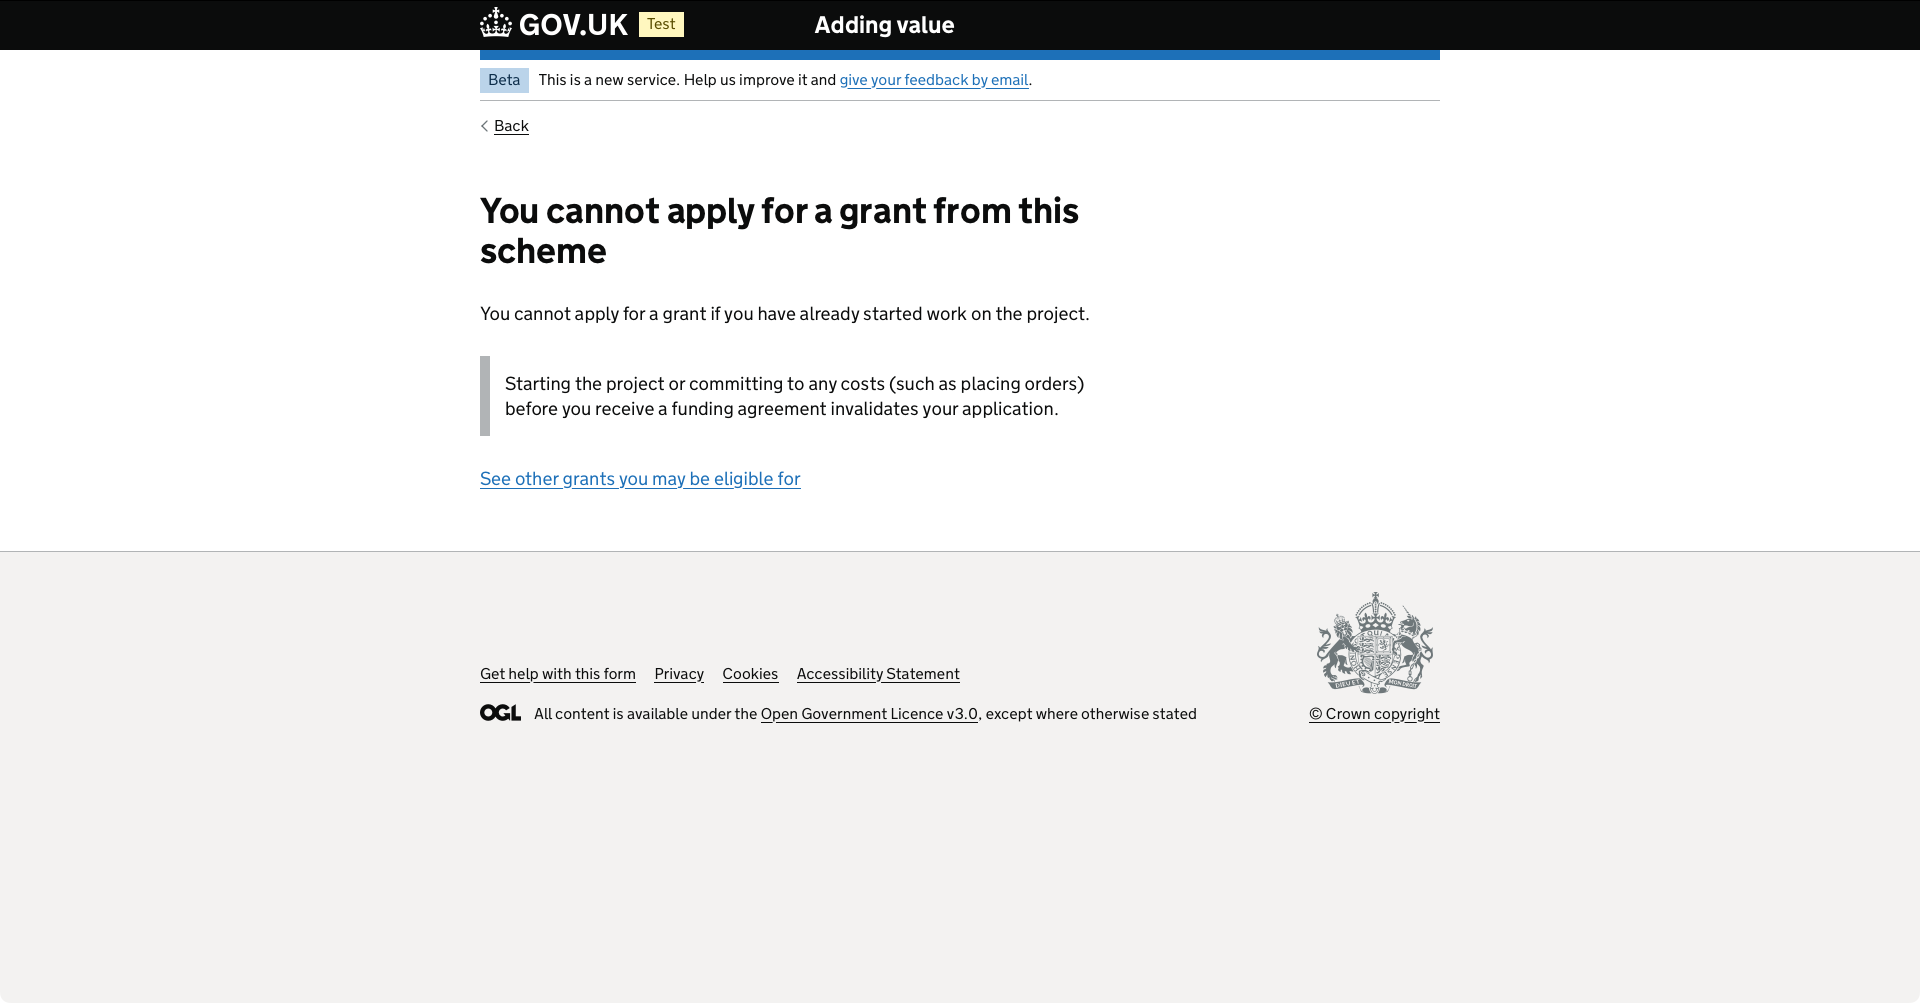 GOV.UK Test Adding value
Beta This is a new service. Help us improve it and give your feedback by email.
Back
You cannot apply for a grant from this
scheme
You cannot apply for a grant if you have already started work on the project.
Starting the project or committing to any costs (such as placing orders)
before you receive a funding agreement invalidates your application.
See other grants you may be eligible for
Get help with this form Privacy Cookies Accessibility Statement
OGL All content is available under the Open Government Licence v3.0, except where otherwise stated
© Crown copyright